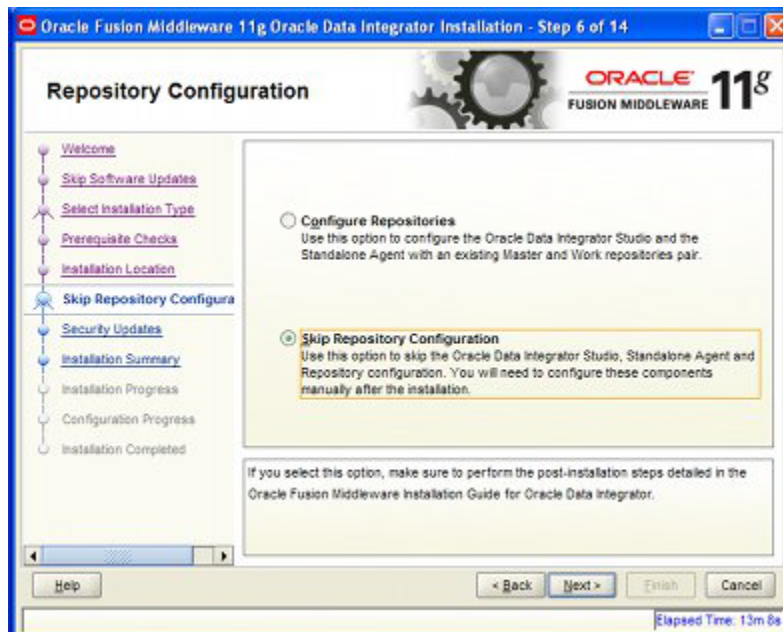 Oracle Fusion Middleware 11g Oracle Data Integrator Installation - Step 6 of 14
Repository Configuration
ORACLE
FUSION MIDDLEWARE 11g
Welcome
Skip Software Updates
Select Installation Type
Prerequisite Checks
Installation Location
Skip Repository Configura
Security Updates
Installation Summary
Installation Progress
Configuration Progress
Installation Completed
Configure Repositories
Use this option to configure the Oracle Data Integrator Studio and the
Standalone Agent with an existing Master and Work repositories pair.
Skip Repository Configuration
Use this option to skip the Oracle Data Integrator Studio, Standalone Agent and
Repository configuration. You will need to configure these components
manually after the installation.
If you select this option, make sure to perform the post-installation steps detailed in the
Oracle Fusion Middleware Installation Guide for Oracle Data Integrator.
Help
< Back
Next >
Finish
Cancel
Elapsed Time: 13m 8s